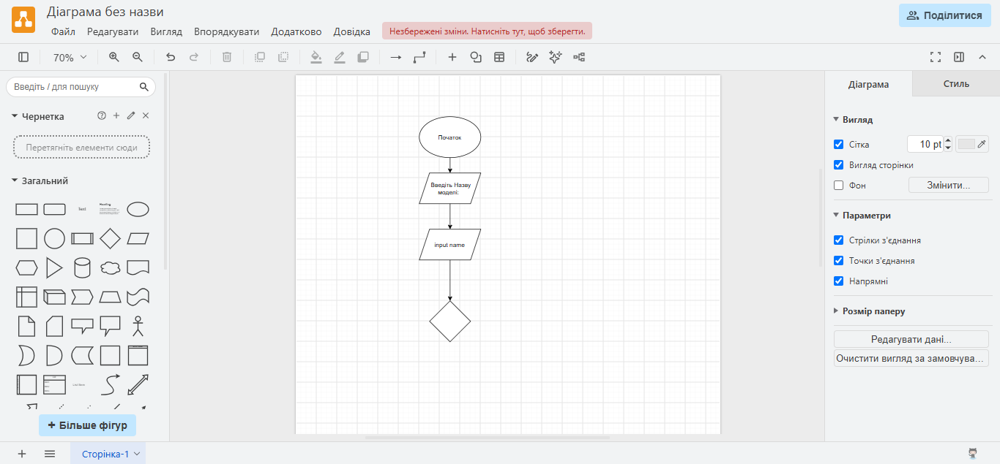 Діаграма без назви
Поділитися
Файл Редагувати Вигляд Впорядкувати Додатково Довідка
Незбережені зміни. Натисніть тут, щоб зберегти.
70%
Введіть / для пошуку
Чернетка
Перетягніть елементи сюди
Загальний
Text
Heading
List Item
Більше фігур
Початок
Введіть Назву
моделі:
input name
Діаграма
Стиль
Вигляд
Сітка
10 pt
Вигляд сторінки
Фон
Змінити...
Параметри
Стрілки з'єднання
Точки з'єднання
Напрямні
Розмір паперу
Редагувати дані...
Очистити вигляд за замовчува...
Сторінка-1